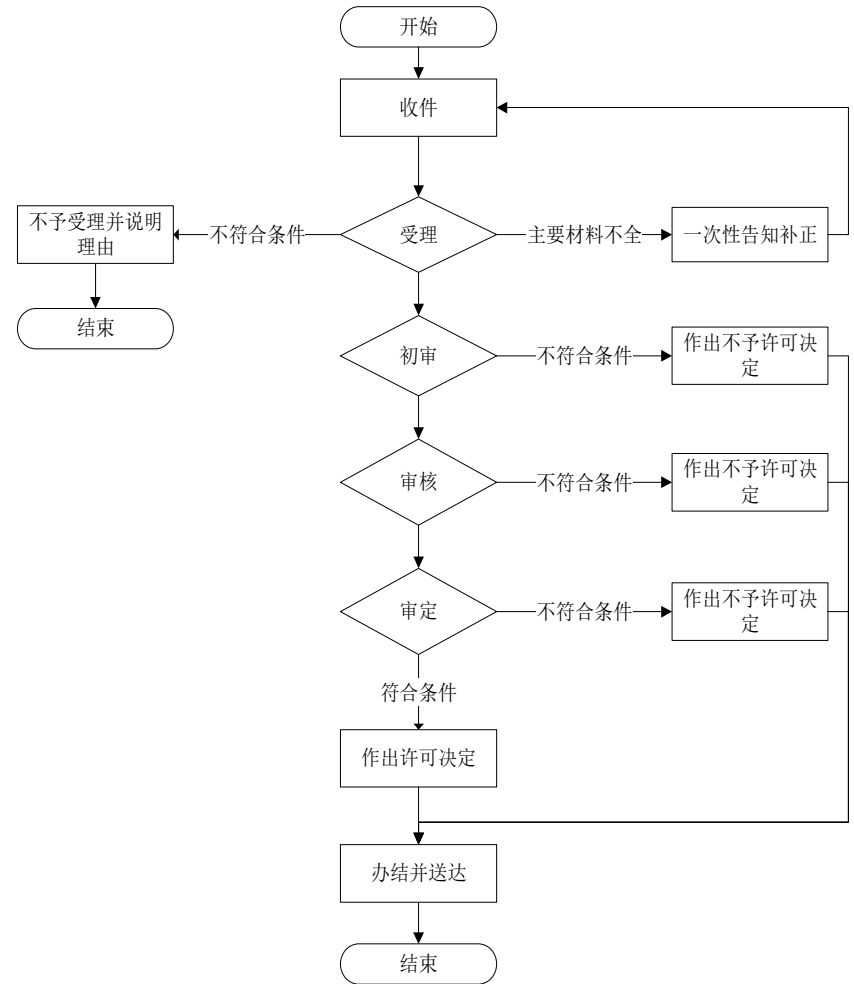 开始
收件
不予受理并说明
理由
不符合条件
受理
主要材料不全
一次性告知补正
结束
初审
不符合条件
作出不予许可决
定
审核
不符合条件
作出不予许可决
定
审定
不符合条件
作出不予许可决
定
符合条件
作出许可决定
办结并送达
结束